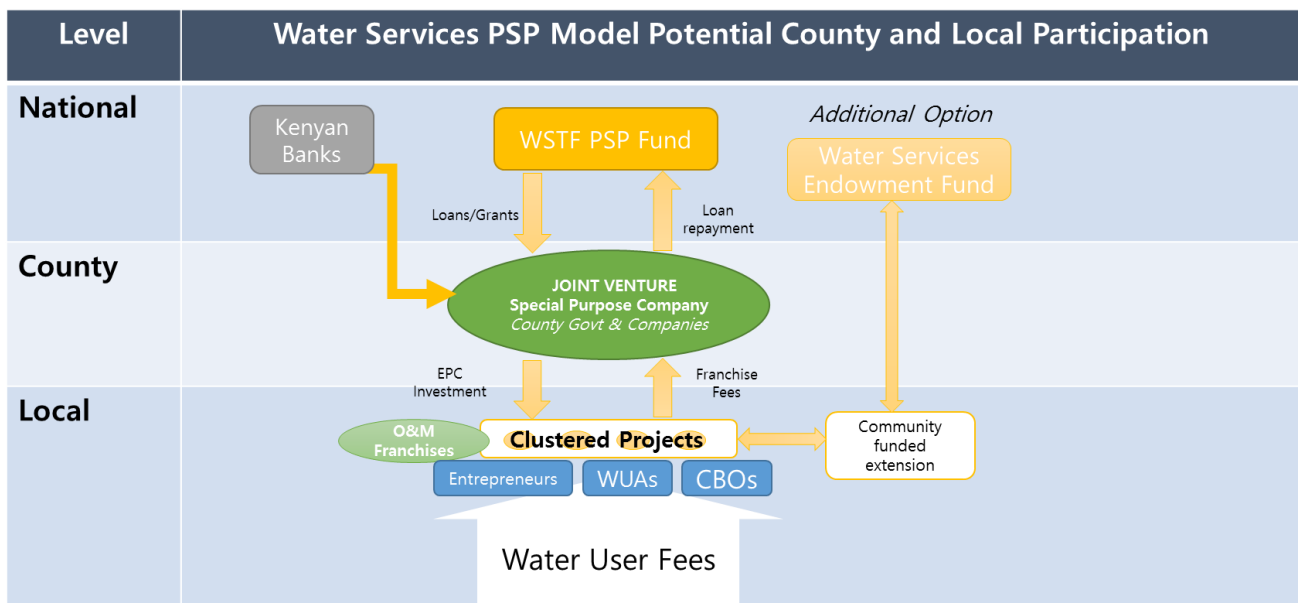 Level
Water Services PSP Model Potential County and Local Participation
National
Kenyan
Banks
WSTF PSP Fund
Additional Option
Water Services
Endowment Fund
Loans/Grants
Loan
repayment
County
JOINT VENTURE
Special Purpose Company
County Govt & Companies
EPC
Investment
Franchise
Fees
Local
O&M
Franchises
Clustered Projects
Community
funded
extension
Entrepreneurs
WUAs
CBOs
Water User Fees